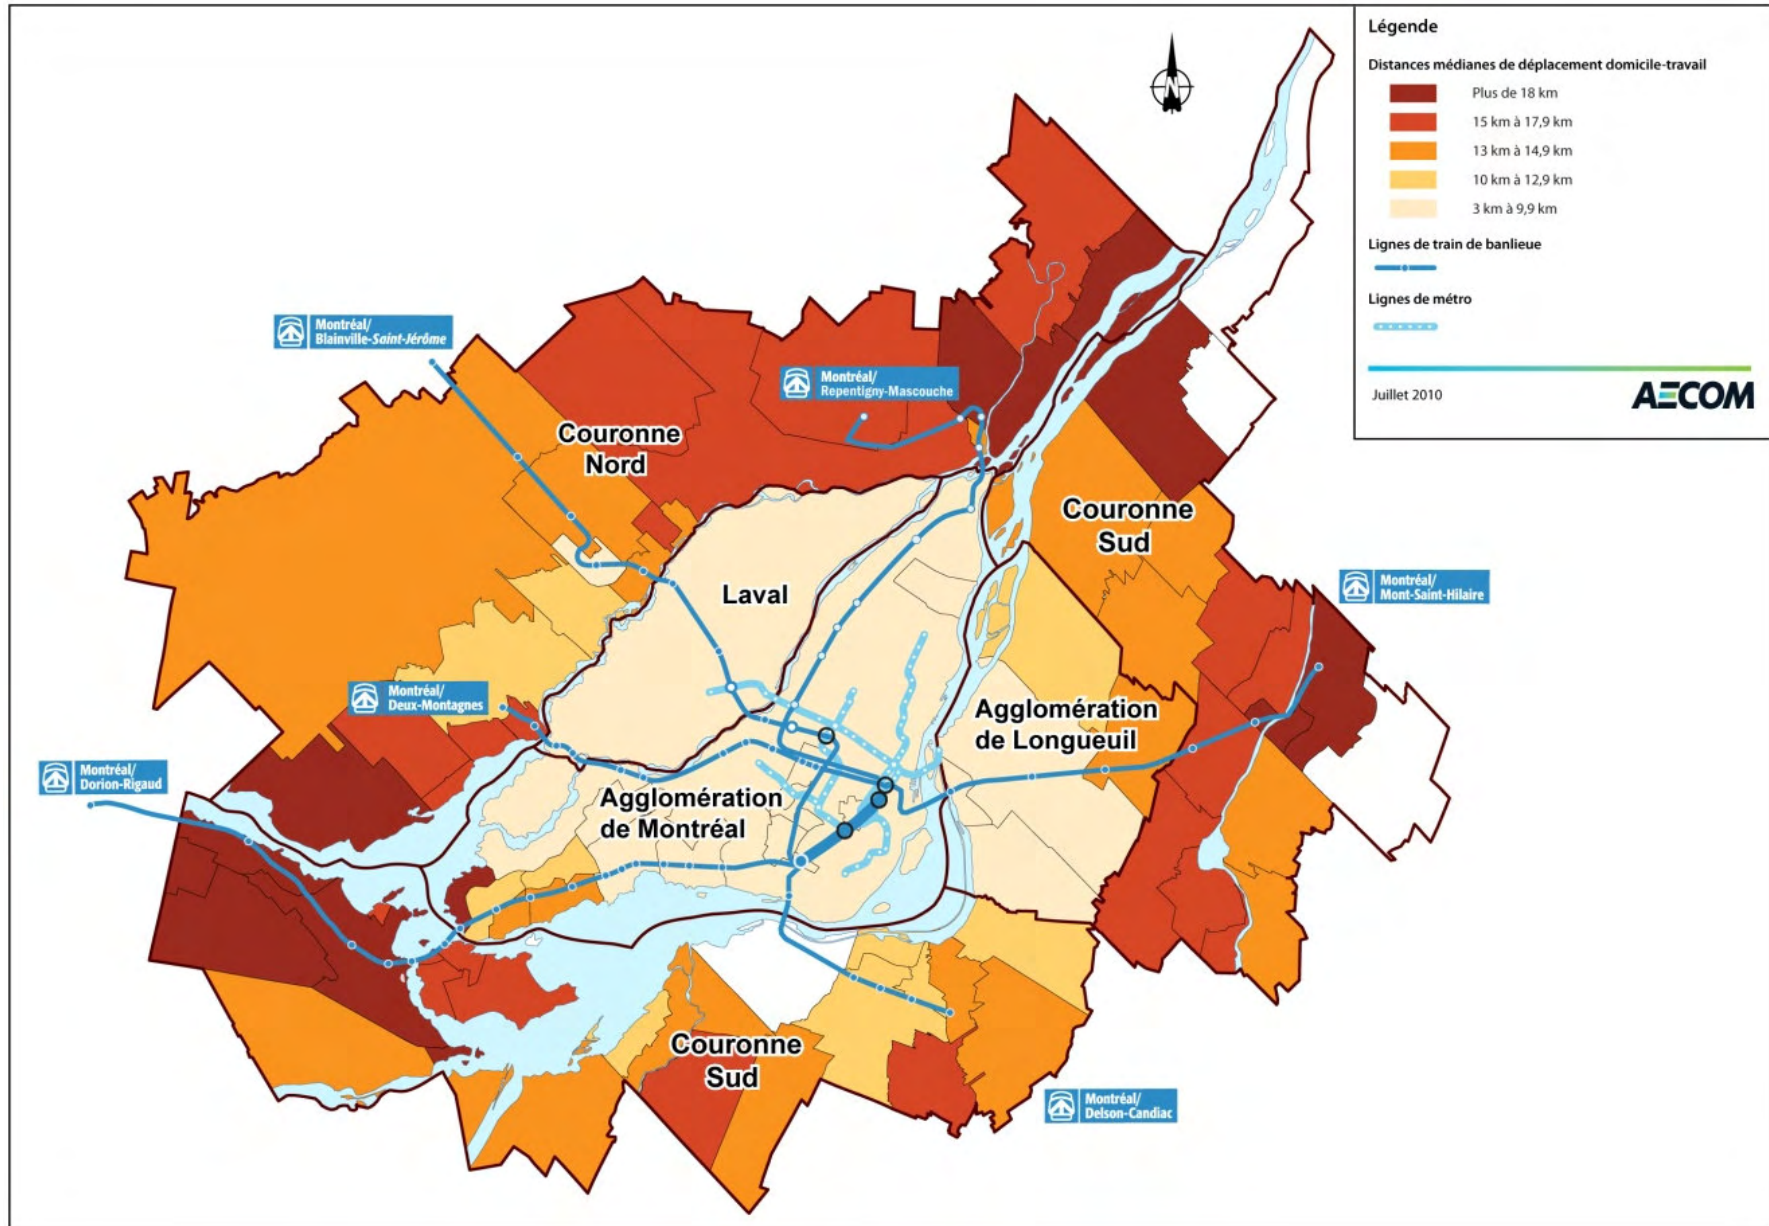 Légende
Distances médianes de déplacement domicile-travail
Plus de 18 km
15 km à 17,9 km
13 km à 14,9 km
10 km à 12,9 km
3 km à 9,9 km
Lignes de train de banlieue
Lignes de métro
Juillet 2010
AECOM
N
Montréal/
Blainville-Saint-Jérôme
Montréal/
Repentigny-Mascouche
Couronne
Nord
Couronne
Sud
Montréal/
Mont-Saint-Hilaire
Laval
Montréal/
Deux-Montagnes
Agglomération
de Longueuil
Montréal/
Dorion-Rigaud
Agglomération
de Montréal
Couronne
Sud
Montréal/
Delson-Candiac